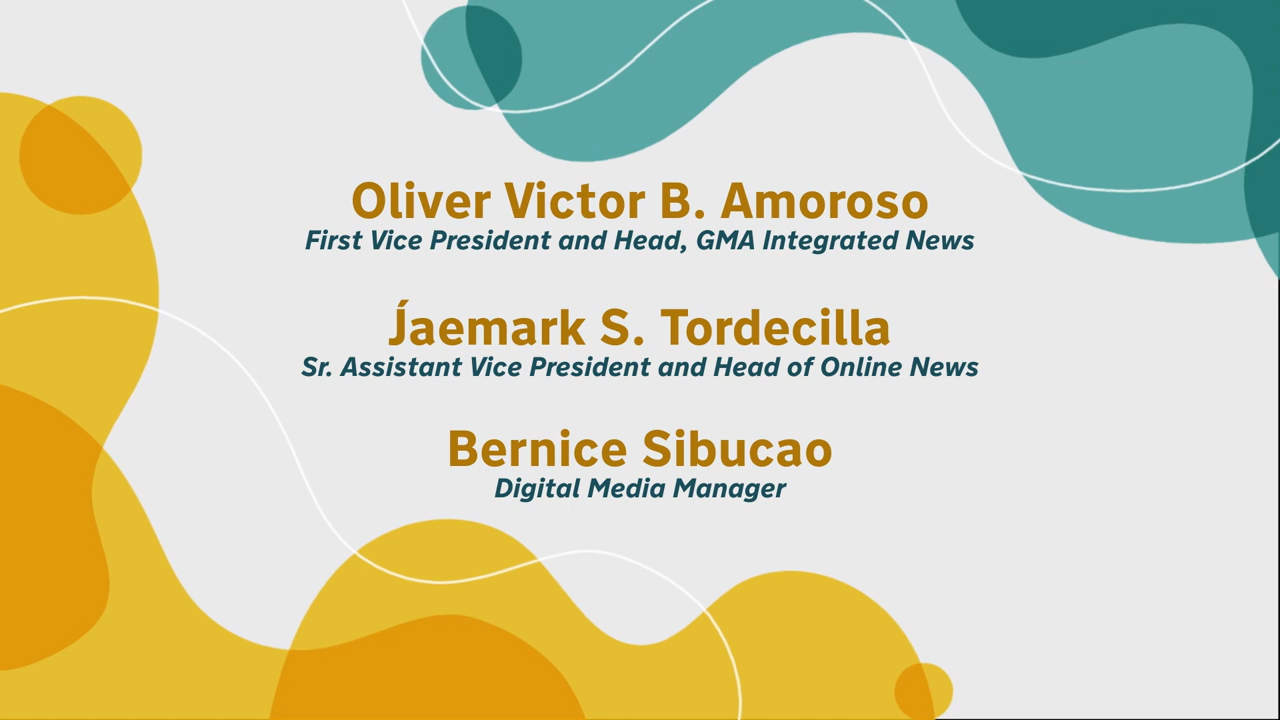 Oliver Victor B. Amoroso
First Vice President and Head, GMA Integrated News
J́aemark S. Tordecilla
Sr. Assistant Vice President and Head of Online News
Bernice Sibucao
Digital Media Manager